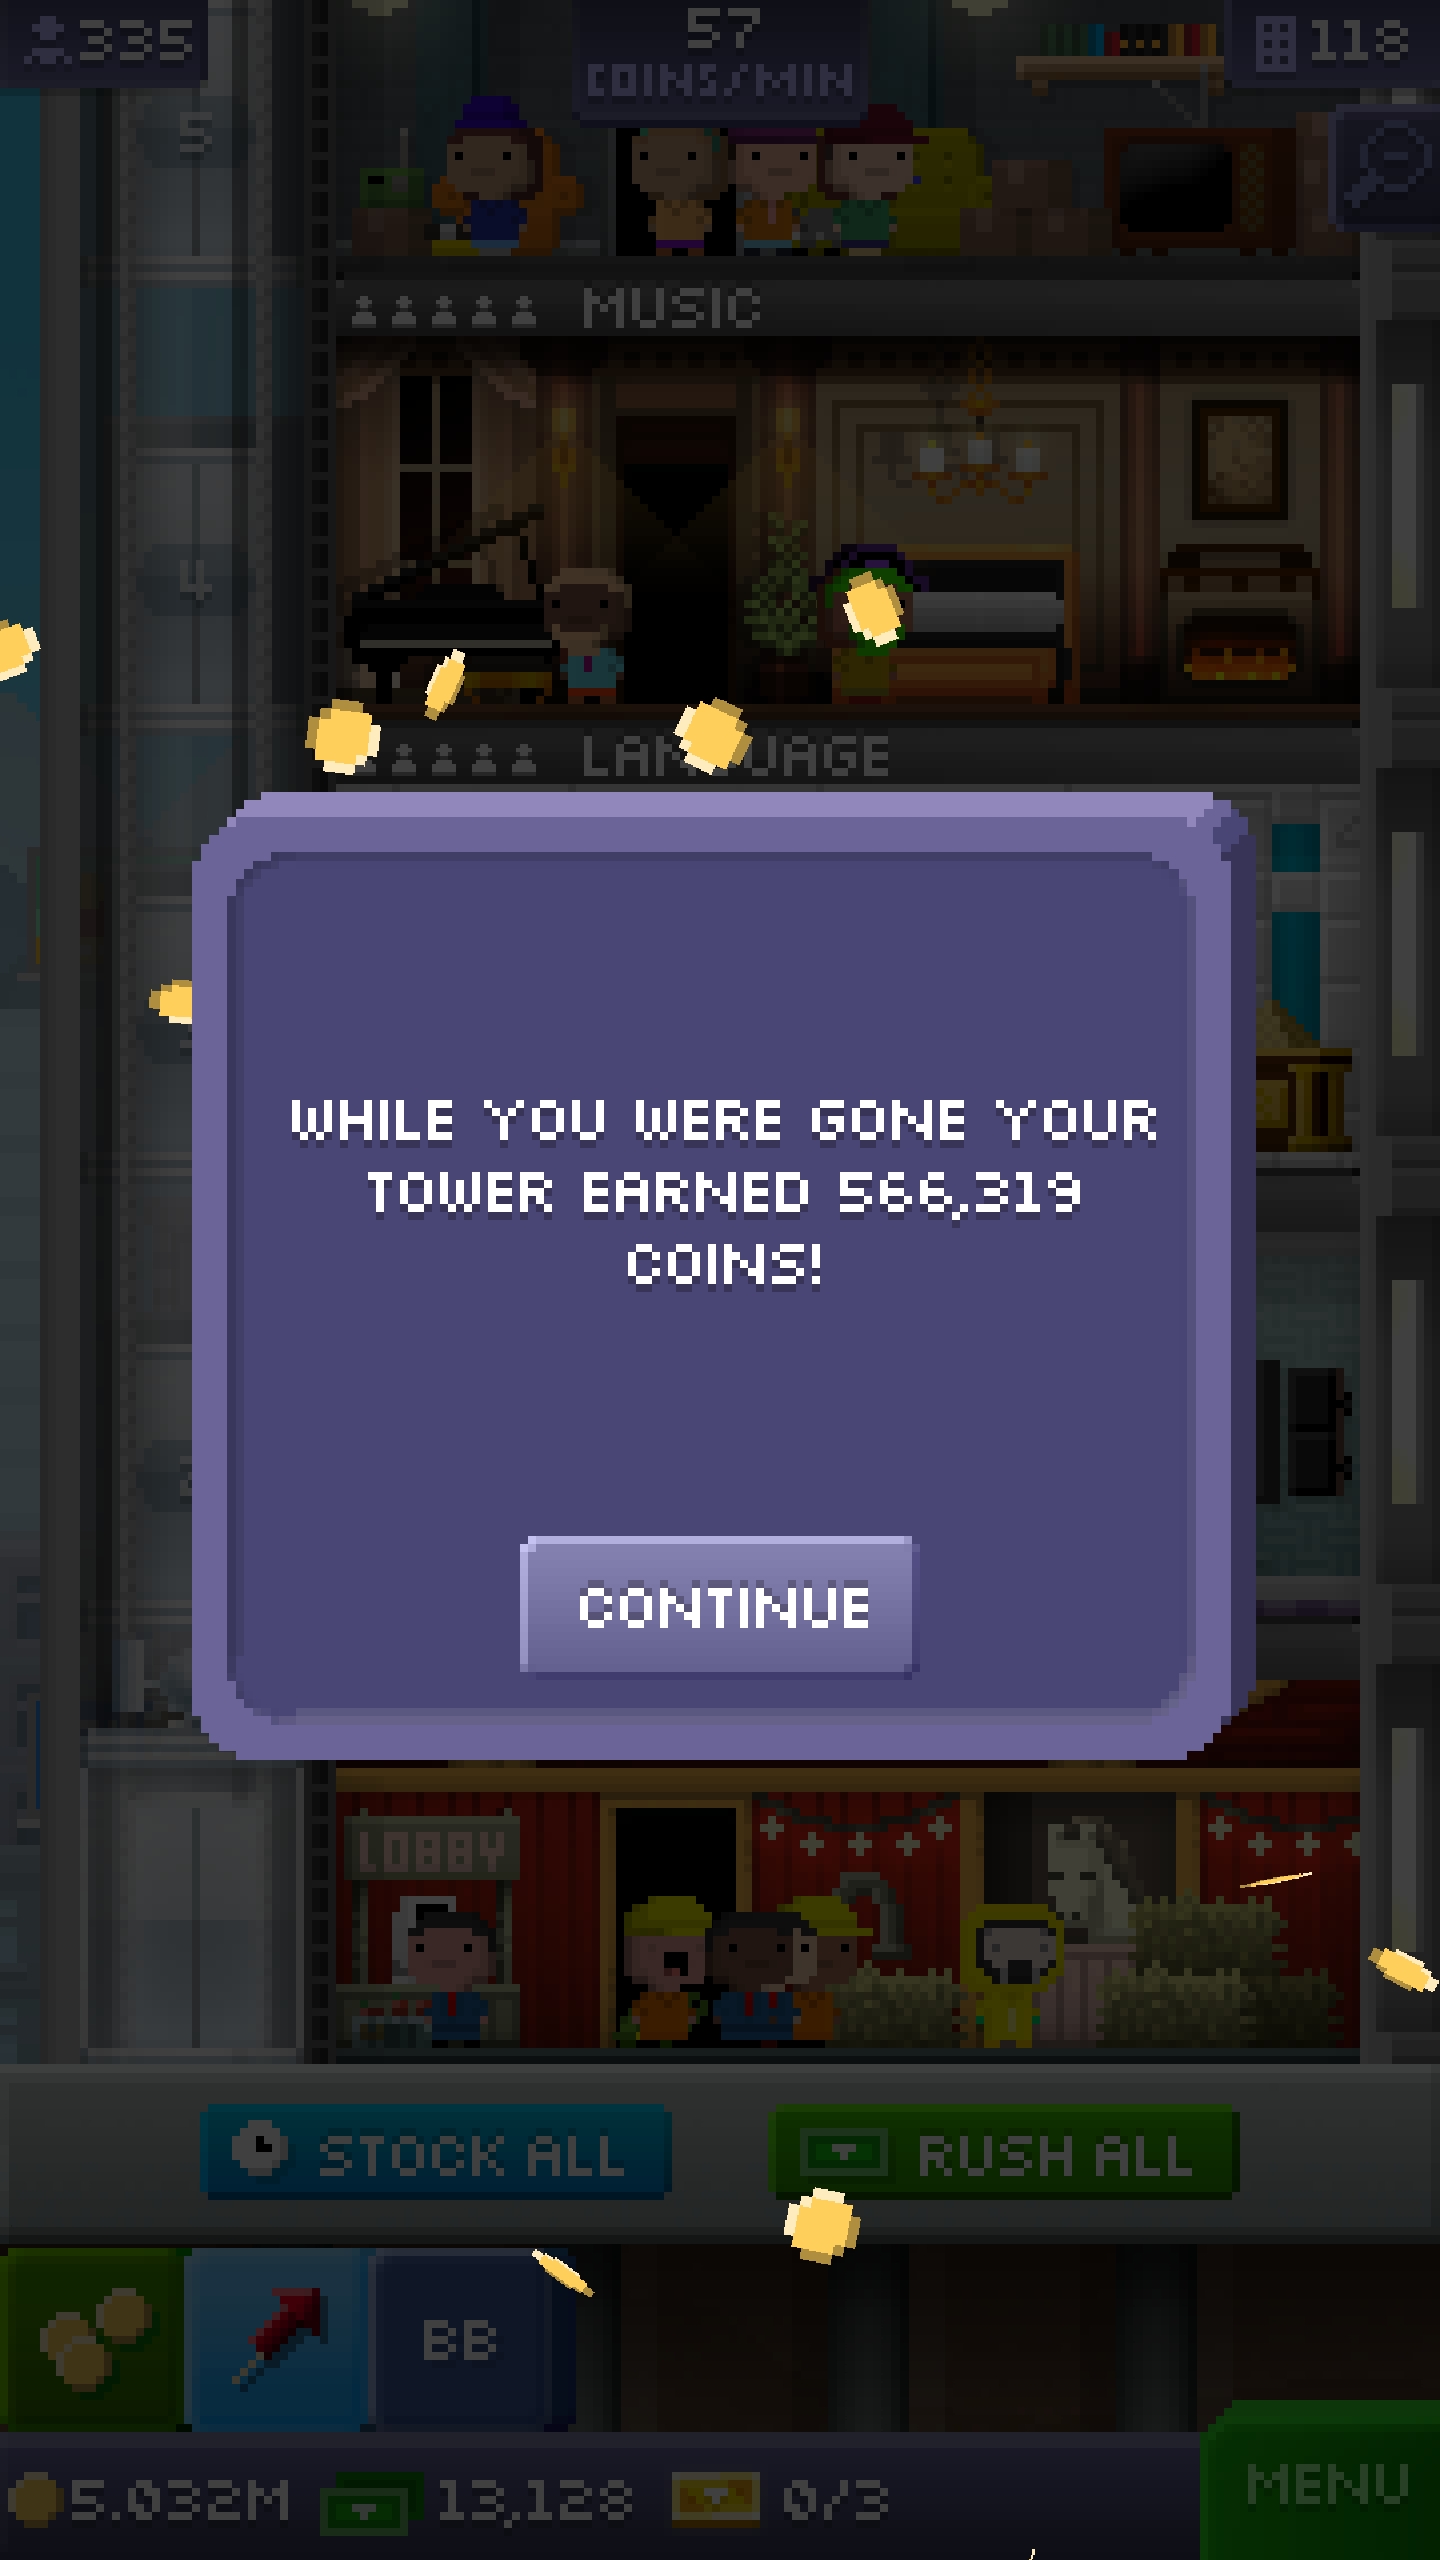 335
57
COINS/MIN
118
5
MUSIC
4
WHILE YOU WERE GONE YOUR
TOWER EARNED 566,319
COINS!
CONTINUE
LOBBY
STOCK ALL
RUSH ALL
BB
5.032M
13,128
0/3
MENU